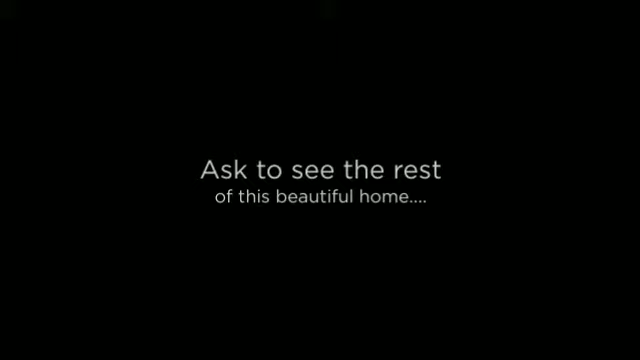 Ask to see the rest
of this beautiful home....